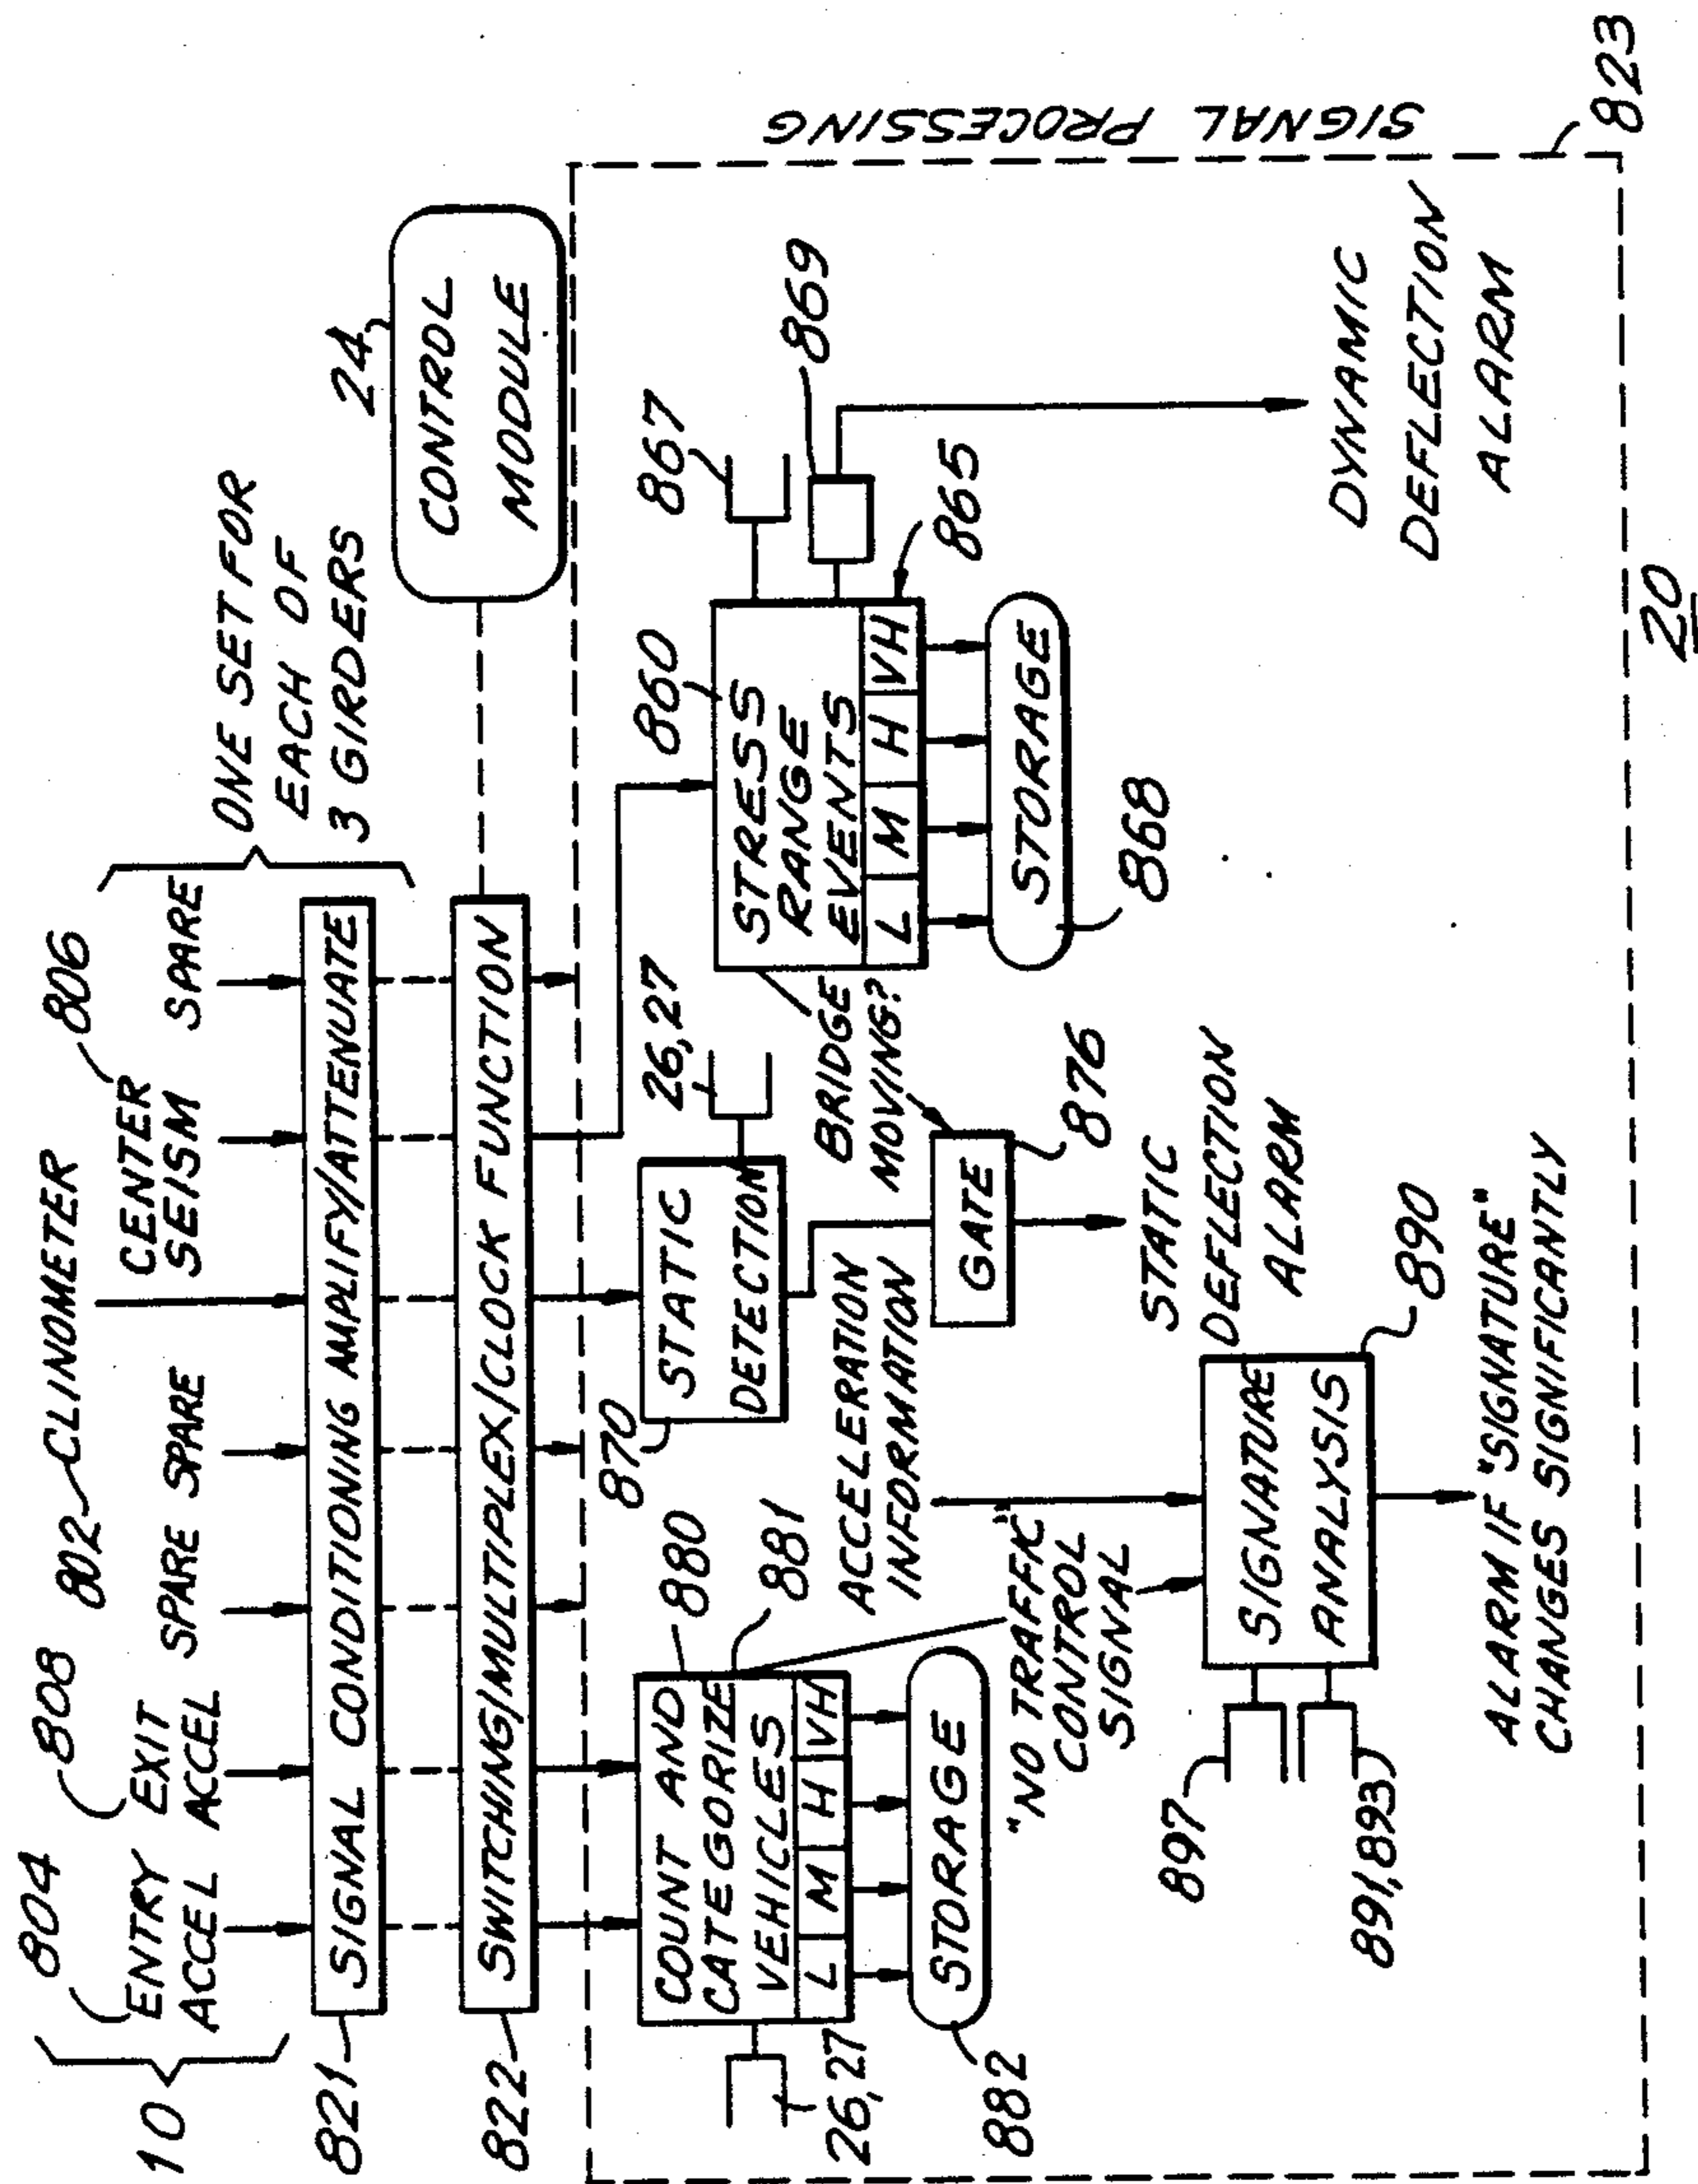 804
808
802
CLINOMETER
806
10
ENTRY
ACCEL
EXIT
ACCEL
SPARE
SPARE
CENTER
SEISM
SPARE
ONE SET FOR
EACH OF
3 GIRDERS
821
SIGNAL CONDITIONING AMPLIFY/ATTENUATE
24
CONTROL
MODULE
822
SWITCHING/MULTIPLEX/CLOCK FUNCTION
SIGNAL PROCESSING
823
26,27
880
COUNT AND
CATEGORIZE
VEHICLES
L M H VH
881
STORAGE
882
870
STATIC
DETECTION
26,27
860
STRESS
RANGE
EVENTS
L M H VH
865
867
869
STORAGE
868
BRIDGE
MOVING?
GATE
876
STATIC
DEFLECTION
ALARM
DYNAMIC
DEFLECTION
ALARM
ACCELERATION
INFORMATION
"NO TRAFFIC"
CONTROL
SIGNAL
897
891,893
SIGNATURE
ANALYSIS
890
ALARM IF "SIGNATURE"
CHANGES SIGNIFICANTLY
20